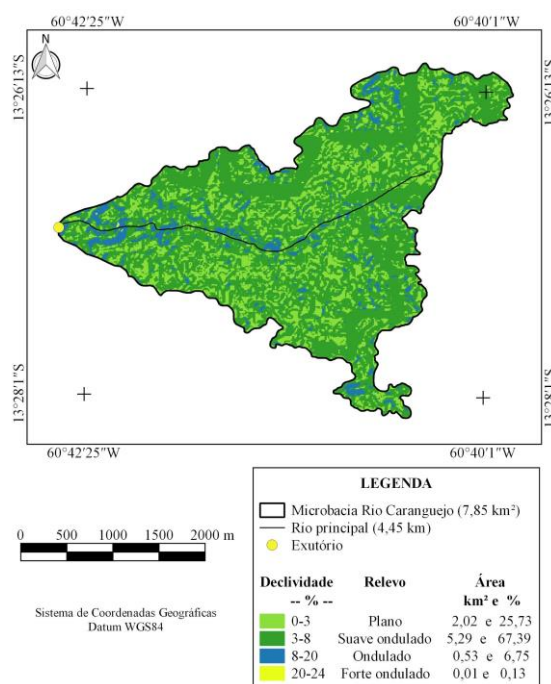 60°42'25"W 60°40'1"W
N
13°26'13"S 13°26'13"S
13°28'1"S 13°28'1"S
60°42'25"W 60°40'1"W
LEGENDA
Microbacia Rio Caranguejo (7,85 km²)
Rio principal (4,45 km)
Exutório
0 500 1000 1500 2000 m
Sistema de Coordenadas Geográficas
Datum WGS84
Declividade Relevo Área
-- % -- km² e %
0-3 Plano 2,02 e 25,73
3-8 Suave ondulado 5,29 e 67,39
8-20 Ondulado 0,53 e 6,75
20-24 Forte ondulado 0,01 e 0,13